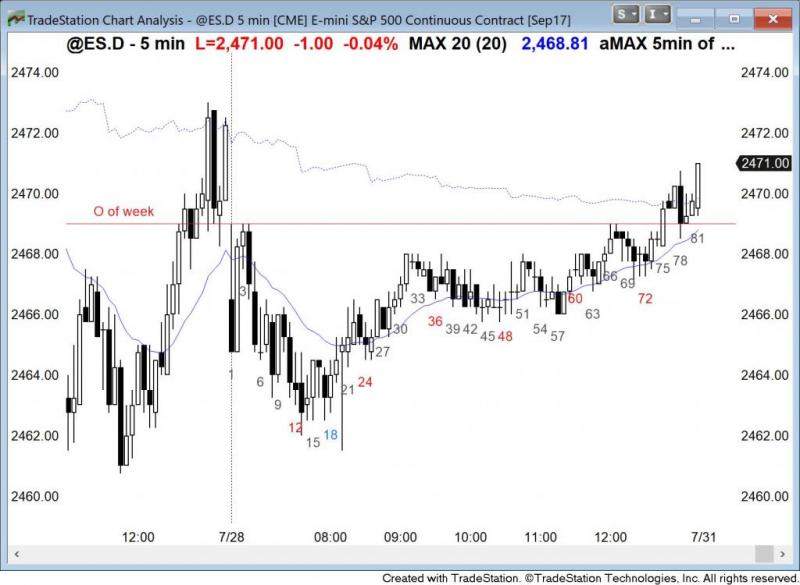 TradeStation Chart Analysis - @ES.D 5 min [CME] E-mini S&P 500 Continuous Contract [Sep17]
S I
@ES.D - 5 min L=2,471.00 -1.00 -0.04% MAX 20 (20) 2,468.81 aMAX 5min of ...
2474.00 2474.00
2472.00 2472.00
2471.00
2470.00 2470.00
O of week
2468.00 2468.00
2466.00 2466.00
2464.00 2464.00
2462.00 2462.00
2460.00 2460.00
1 3 6 9 12 15 18 21 24 27 30 33 36 39 42 45 48 51 54 57 60 63 66 69 72 75 78 81
12:00 7/28 08:00 09:00 10:00 11:00 12:00 7/31
Created with TradeStation. ©TradeStation Technologies, Inc. All rights reserved.